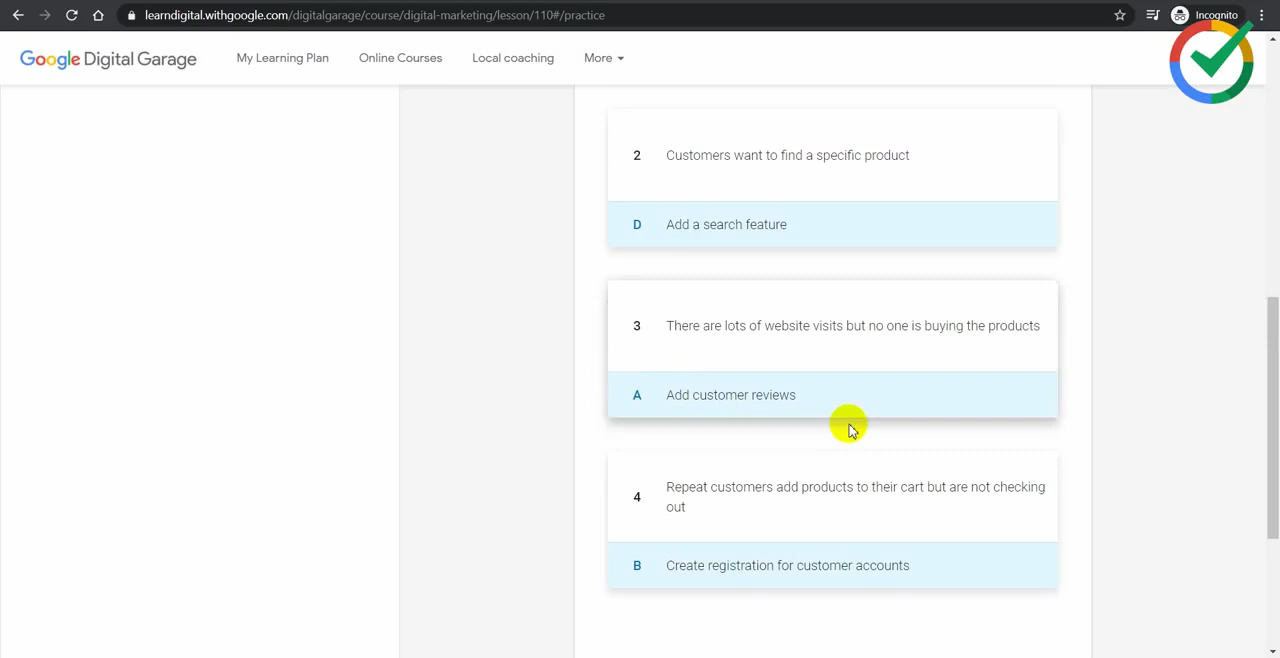 learndigital.withgoogle.com/digitalgarage/course/digital-marketing/lesson/110#/practice
Incognito
Google Digital Garage
My Learning Plan
Online Courses
Local coaching
More
2 Customers want to find a specific product
D Add a search feature
3 There are lots of website visits but no one is buying the products
A Add customer reviews
4 Repeat customers add products to their cart but are not checking
out
B Create registration for customer accounts